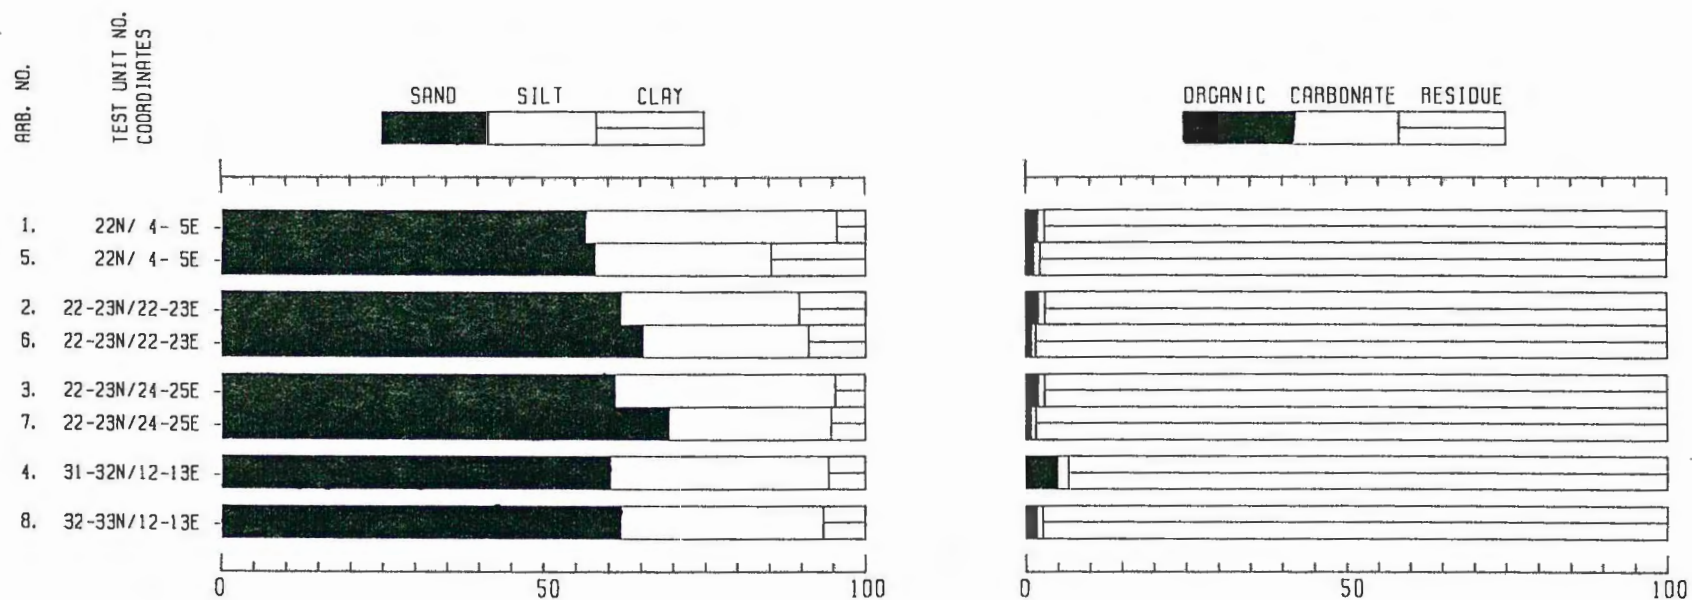 ARB. NO.
TEST UNIT NO.
COORDINATES
SAND SILT CLAY
ORGANIC CARBONATE RESIDUE
1. 22N/ 4- 5E
5. 22N/ 4- 5E
2. 22-23N/22-23E
6. 22-23N/22-23E
3. 22-23N/24-25E
7. 22-23N/24-25E
4. 31-32N/12-13E
8. 32-33N/12-13E
0 50 100
0 50 100